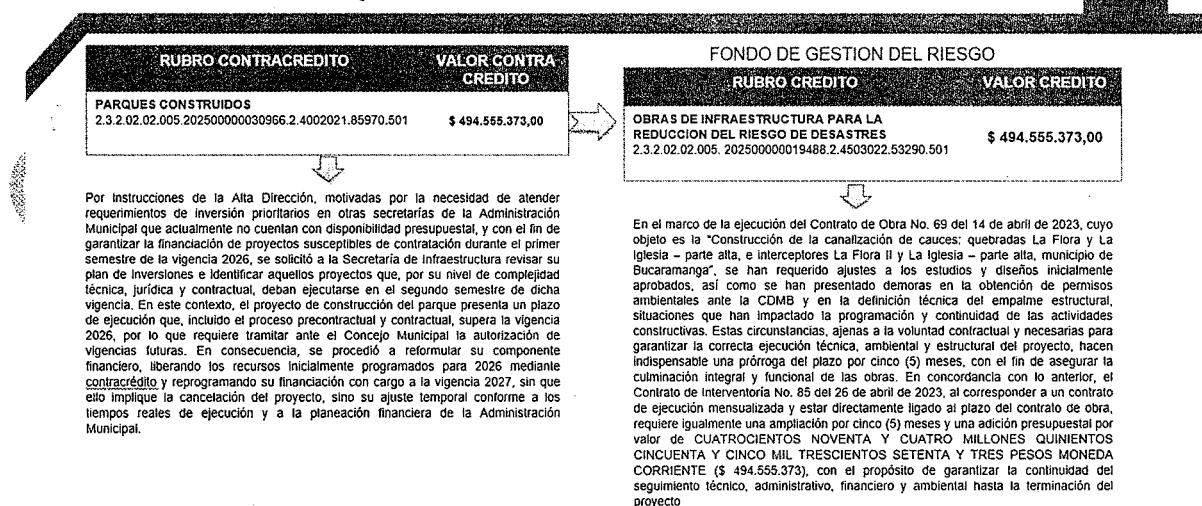 RUBRO CONTRACREDITO VALOR CONTRA CREDITO
PARQUES CONSTRUIDOS
2.3.2.02.02.005.202500000030966.2.4002021.85970.501 $ 494.555.373,00
Por Instrucciones de la Alta Dirección, motivadas por la necesidad de atender
requerimientos de inversión prioritarios en otras secretarías de la Administración
Municipal que actualmente no cuentan con disponibilidad presupuestal, y con el fin de
garantizar la financiación de proyectos susceptibles de contratación durante el primer
semestre de la vigencia 2026, se solicitó a la Secretaría de Infraestructura revisar su
plan de Inversiones e Identificar aquellos proyectos que, por su nivel de complejidad
técnica, jurídica y contractual, deban ejecutarse en el segundo semestre de dicha
vigencia. En este contexto, el proyecto de construcción del parque presenta un plazo
de ejecución que, incluido el proceso precontractual y contractual, supera la vigencia
2026, por lo que requiere tramitar ante el Concejo Municipal la autorización de
vigencias futuras. En consecuencia, se procedió a reformular su componente
financiero, liberando los recursos inicialmente programados para 2026 mediante
contracrédito y reprogramando su financiación con cargo a la vigencia 2027, sin que
ello implique la cancelación del proyecto, sino su ajuste temporal conforme a los
tiempos reales de ejecución y a la planeación financiera de la Administración
Municipal.
FONDO DE GESTION DEL RIESGO
RUBRO CREDITO VALOR CREDITO
OBRAS DE INFRAESTRUCTURA PARA LA
REDUCCION DEL RIESGO DE DESASTRES
2.3.2.02.02.005. 202500000019488.2.4503022.53290.501 $ 494.555.373,00
En el marco de la ejecución del Contrato de Obra No. 69 del 14 de abril de 2023, cuyo
objeto es la "Construcción de la canalización de cauces: quebradas La Flora y La
Iglesia – parte alta, e interceptores La Flora II y La Iglesia – parte alta, municipio de
Bucaramanga", se han requerido ajustes a los estudios y diseños inicialmente
aprobados, así como se han presentado demoras en la obtención de permisos
ambientales ante la CDMB y en la definición técnica del empalme estructural,
situaciones que han impactado la programación y continuidad de las actividades
constructivas. Estas circunstancias, ajenas a la voluntad contractual y necesarias para
garantizar la correcta ejecución técnica, ambiental y estructural del proyecto, hacen
indispensable una prórroga del plazo por cinco (5) meses, con el fin de asegurar la
culminación integral y funcional de las obras. En concordancia con lo anterior, el
Contrato de Interventoría No. 85 del 26 de abril de 2023, al corresponder a un contrato
de ejecución mensualizada y estar directamente ligado al plazo del contrato de obra,
requiere igualmente una ampliación por cinco (5) meses y una adición presupuestal por
valor de CUATROCIENTOS NOVENTA Y CUATRO MILLONES QUINIENTOS
CINCUENTA Y CINCO MIL TRESCIENTOS SETENTA Y TRES PESOS MONEDA
CORRIENTE ($ 494.555.373), con el propósito de garantizar la continuidad del
seguimiento técnico, administrativo, financiero y ambiental hasta la terminación del
proyecto